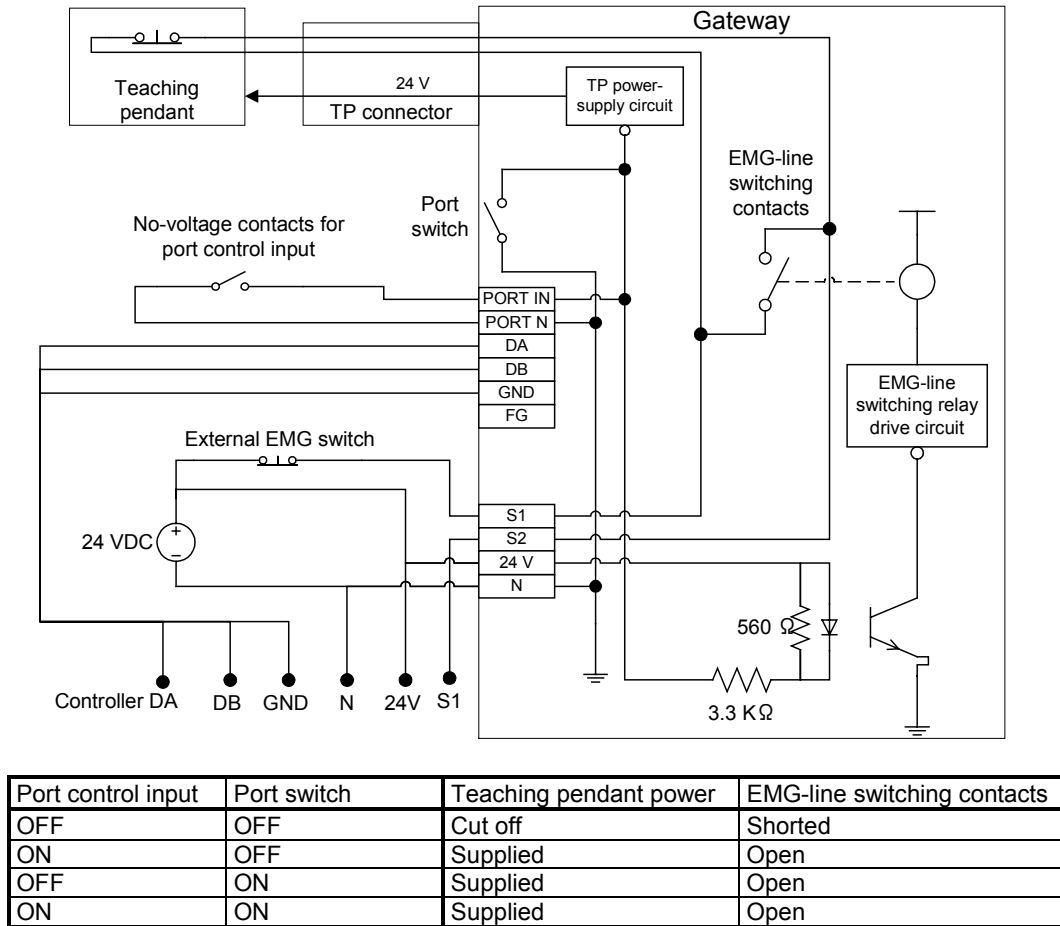 Gateway
Teaching
pendant
24 V
TP connector
TP power-
supply circuit
EMG-line
switching
contacts
Port
switch
No-voltage contacts for
port control input
PORT IN
PORT N
DA
DB
GND
FG
EMG-line
switching relay
drive circuit
External EMG switch
24 VDC
+
−
S1
S2
24 V
N
560 Ω
3.3 KΩ
Controller DA DB GND N 24V S1
Port control input Port switch Teaching pendant power EMG-line switching contacts
OFF OFF Cut off Shorted
ON OFF Supplied Open
OFF ON Supplied Open
ON ON Supplied Open